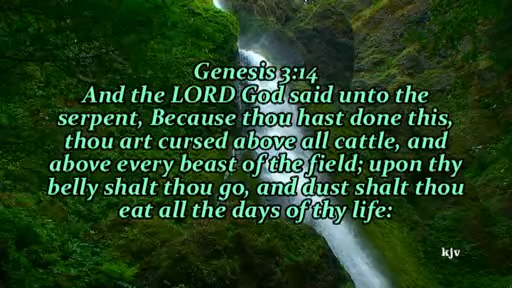 Genesis 3:14
And the LORD God said unto the
serpent, Because thou hast done this,
thou art cursed above all cattle, and
above every beast of the field; upon thy
belly shalt thou go, and dust shalt thou
eat all the days of thy life:
kjv